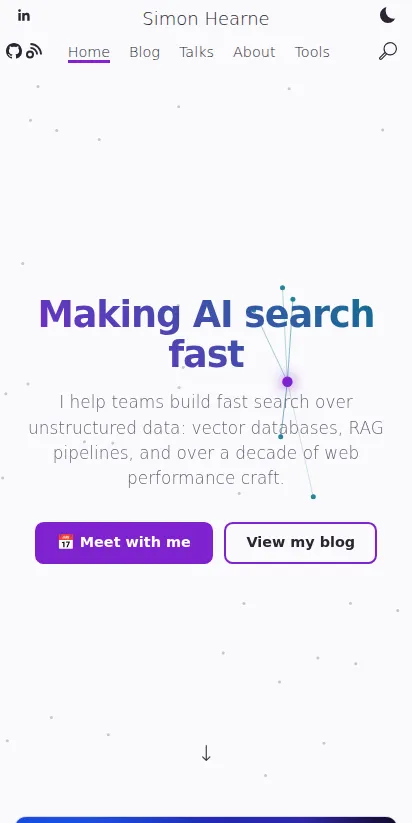 in
Simon Hearne
Home Blog Talks About Tools
Making AI search
fast
I help teams build fast search over
unstructured data: vector databases, RAG
pipelines, and over a decade of web
performance craft.
📅 Meet with me
View my blog
↓